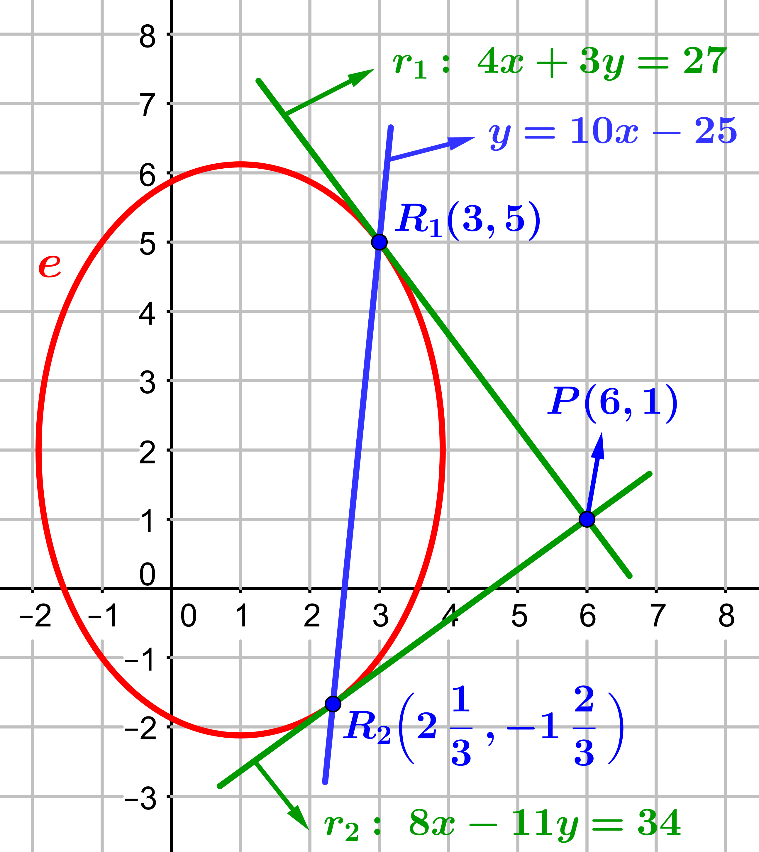 8
r₁ : 4x + 3y = 27
7
y = 10x − 25
6
R₁(3, 5)
5
e
4
3
P(6, 1)
2
1
0
−2 −1 0 1 2 3 4 5 6 7 8
−1
R₂(2 1/3 , −1 2/3)
−2
−3
r₂ : 8x − 11y = 34